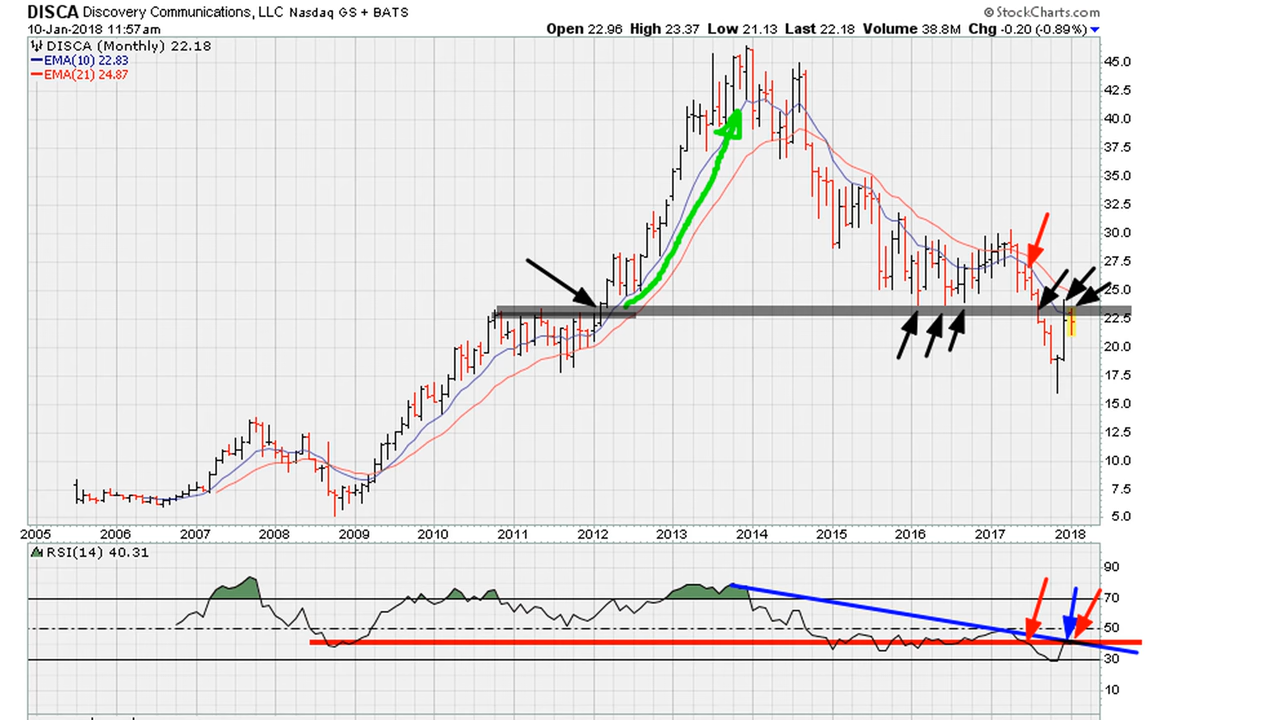 DISCA Discovery Communications, LLC Nasdaq GS + BATS
© StockCharts.com
10-Jan-2018 11:57am
Open 22.96 High 23.37 Low 21.13 Last 22.18 Volume 38.8M Chg -0.20 (-0.89%)
DISCA (Monthly) 22.18
EMA(10) 22.83
EMA(21) 24.87
45.0
42.5
40.0
37.5
35.0
32.5
30.0
27.5
25.0
22.5
20.0
17.5
15.0
12.5
10.0
7.5
5.0
2005 2006 2007 2008 2009 2010 2011 2012 2013 2014 2015 2016 2017 2018
RSI(14) 40.31
90
70
50
30
10